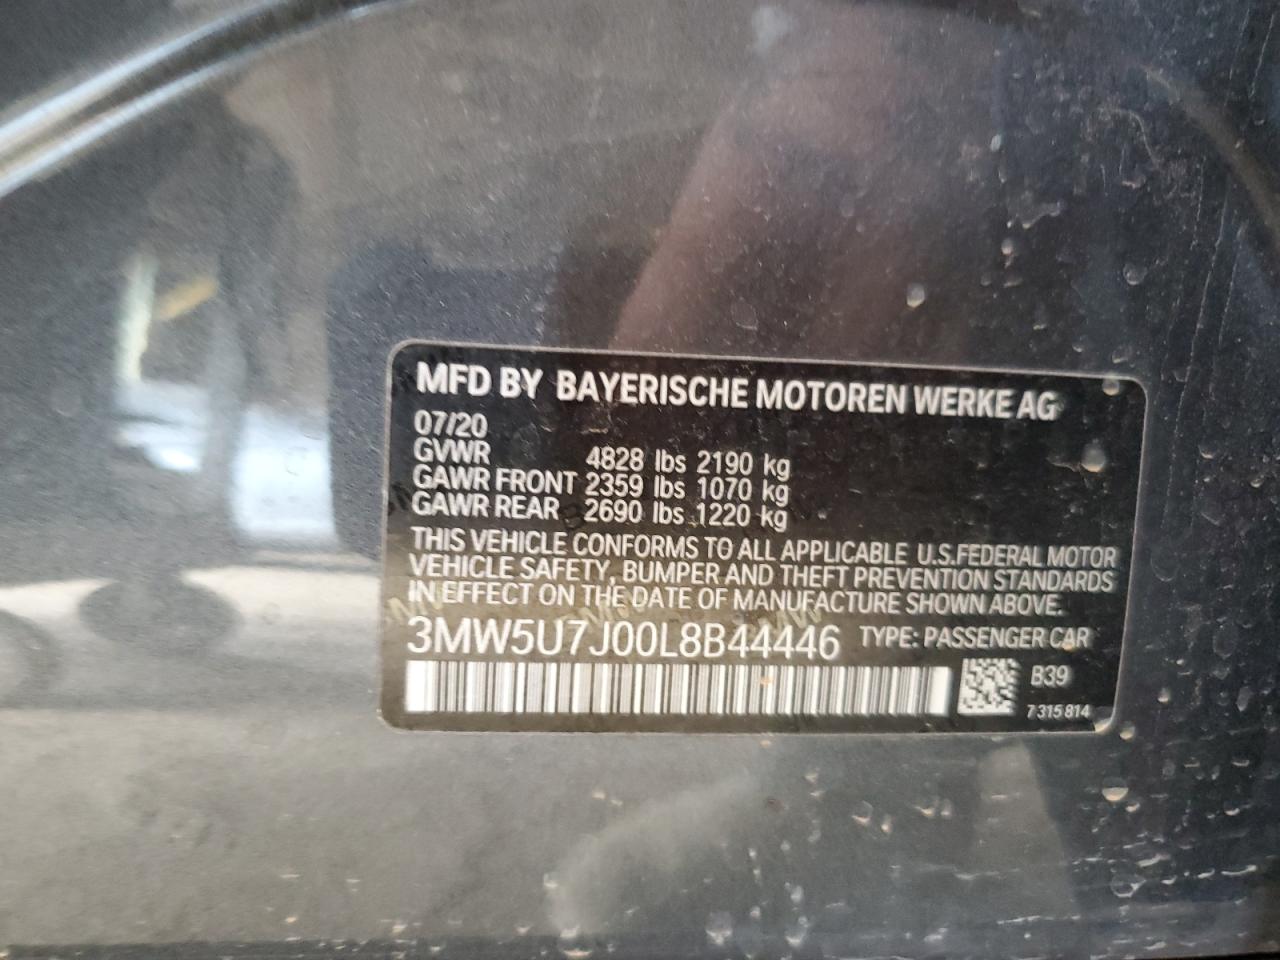 MFD BY BAYERISCHE MOTOREN WERKE AG
07/20
GVWR 4828 lbs 2190 kg
GAWR FRONT 2359 lbs 1070 kg
GAWR REAR 2690 lbs 1220 kg
THIS VEHICLE CONFORMS TO ALL APPLICABLE U.S.FEDERAL MOTOR
VEHICLE SAFETY, BUMPER AND THEFT PREVENTION STANDARDS
IN EFFECT ON THE DATE OF MANUFACTURE SHOWN ABOVE.
3MW5U7J00L8B44446 TYPE: PASSENGER CAR
B39
7 315 814